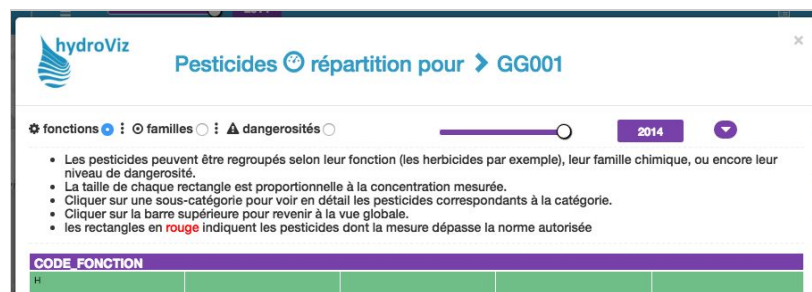 hydroViz
Pesticides répartition pour GG001
×
fonctions familles dangerosités
2014
Les pesticides peuvent être regroupés selon leur fonction (les herbicides par exemple), leur famille chimique, ou encore leur
niveau de dangerosité.
La taille de chaque rectangle est proportionnelle à la concentration mesurée.
Cliquer sur une sous-catégorie pour voir en détail les pesticides correspondants à la catégorie.
Cliquer sur la barre supérieure pour revenir à la vue globale.
les rectangles en rouge indiquent les pesticides dont la mesure dépasse la norme autorisée
CODE_FONCTION
H